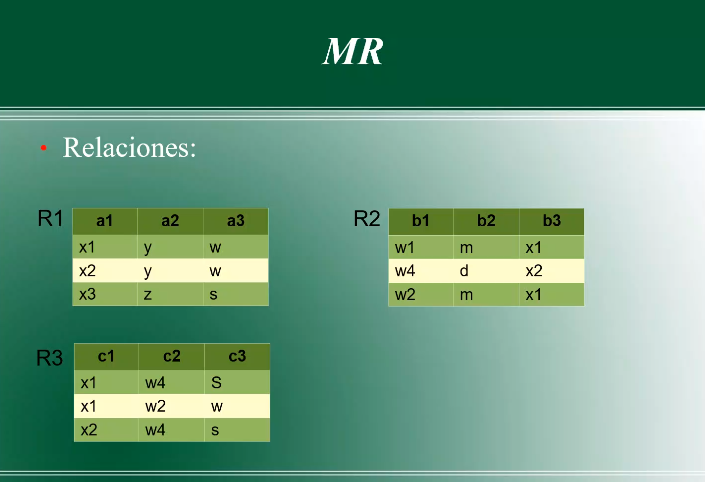 MR
• Relaciones:
R1
a1 a2 a3
x1 y w
x2 y w
x3 z s
R2
b1 b2 b3
w1 m x1
w4 d x2
w2 m x1
R3
c1 c2 c3
x1 w4 S
x1 w2 w
x2 w4 s